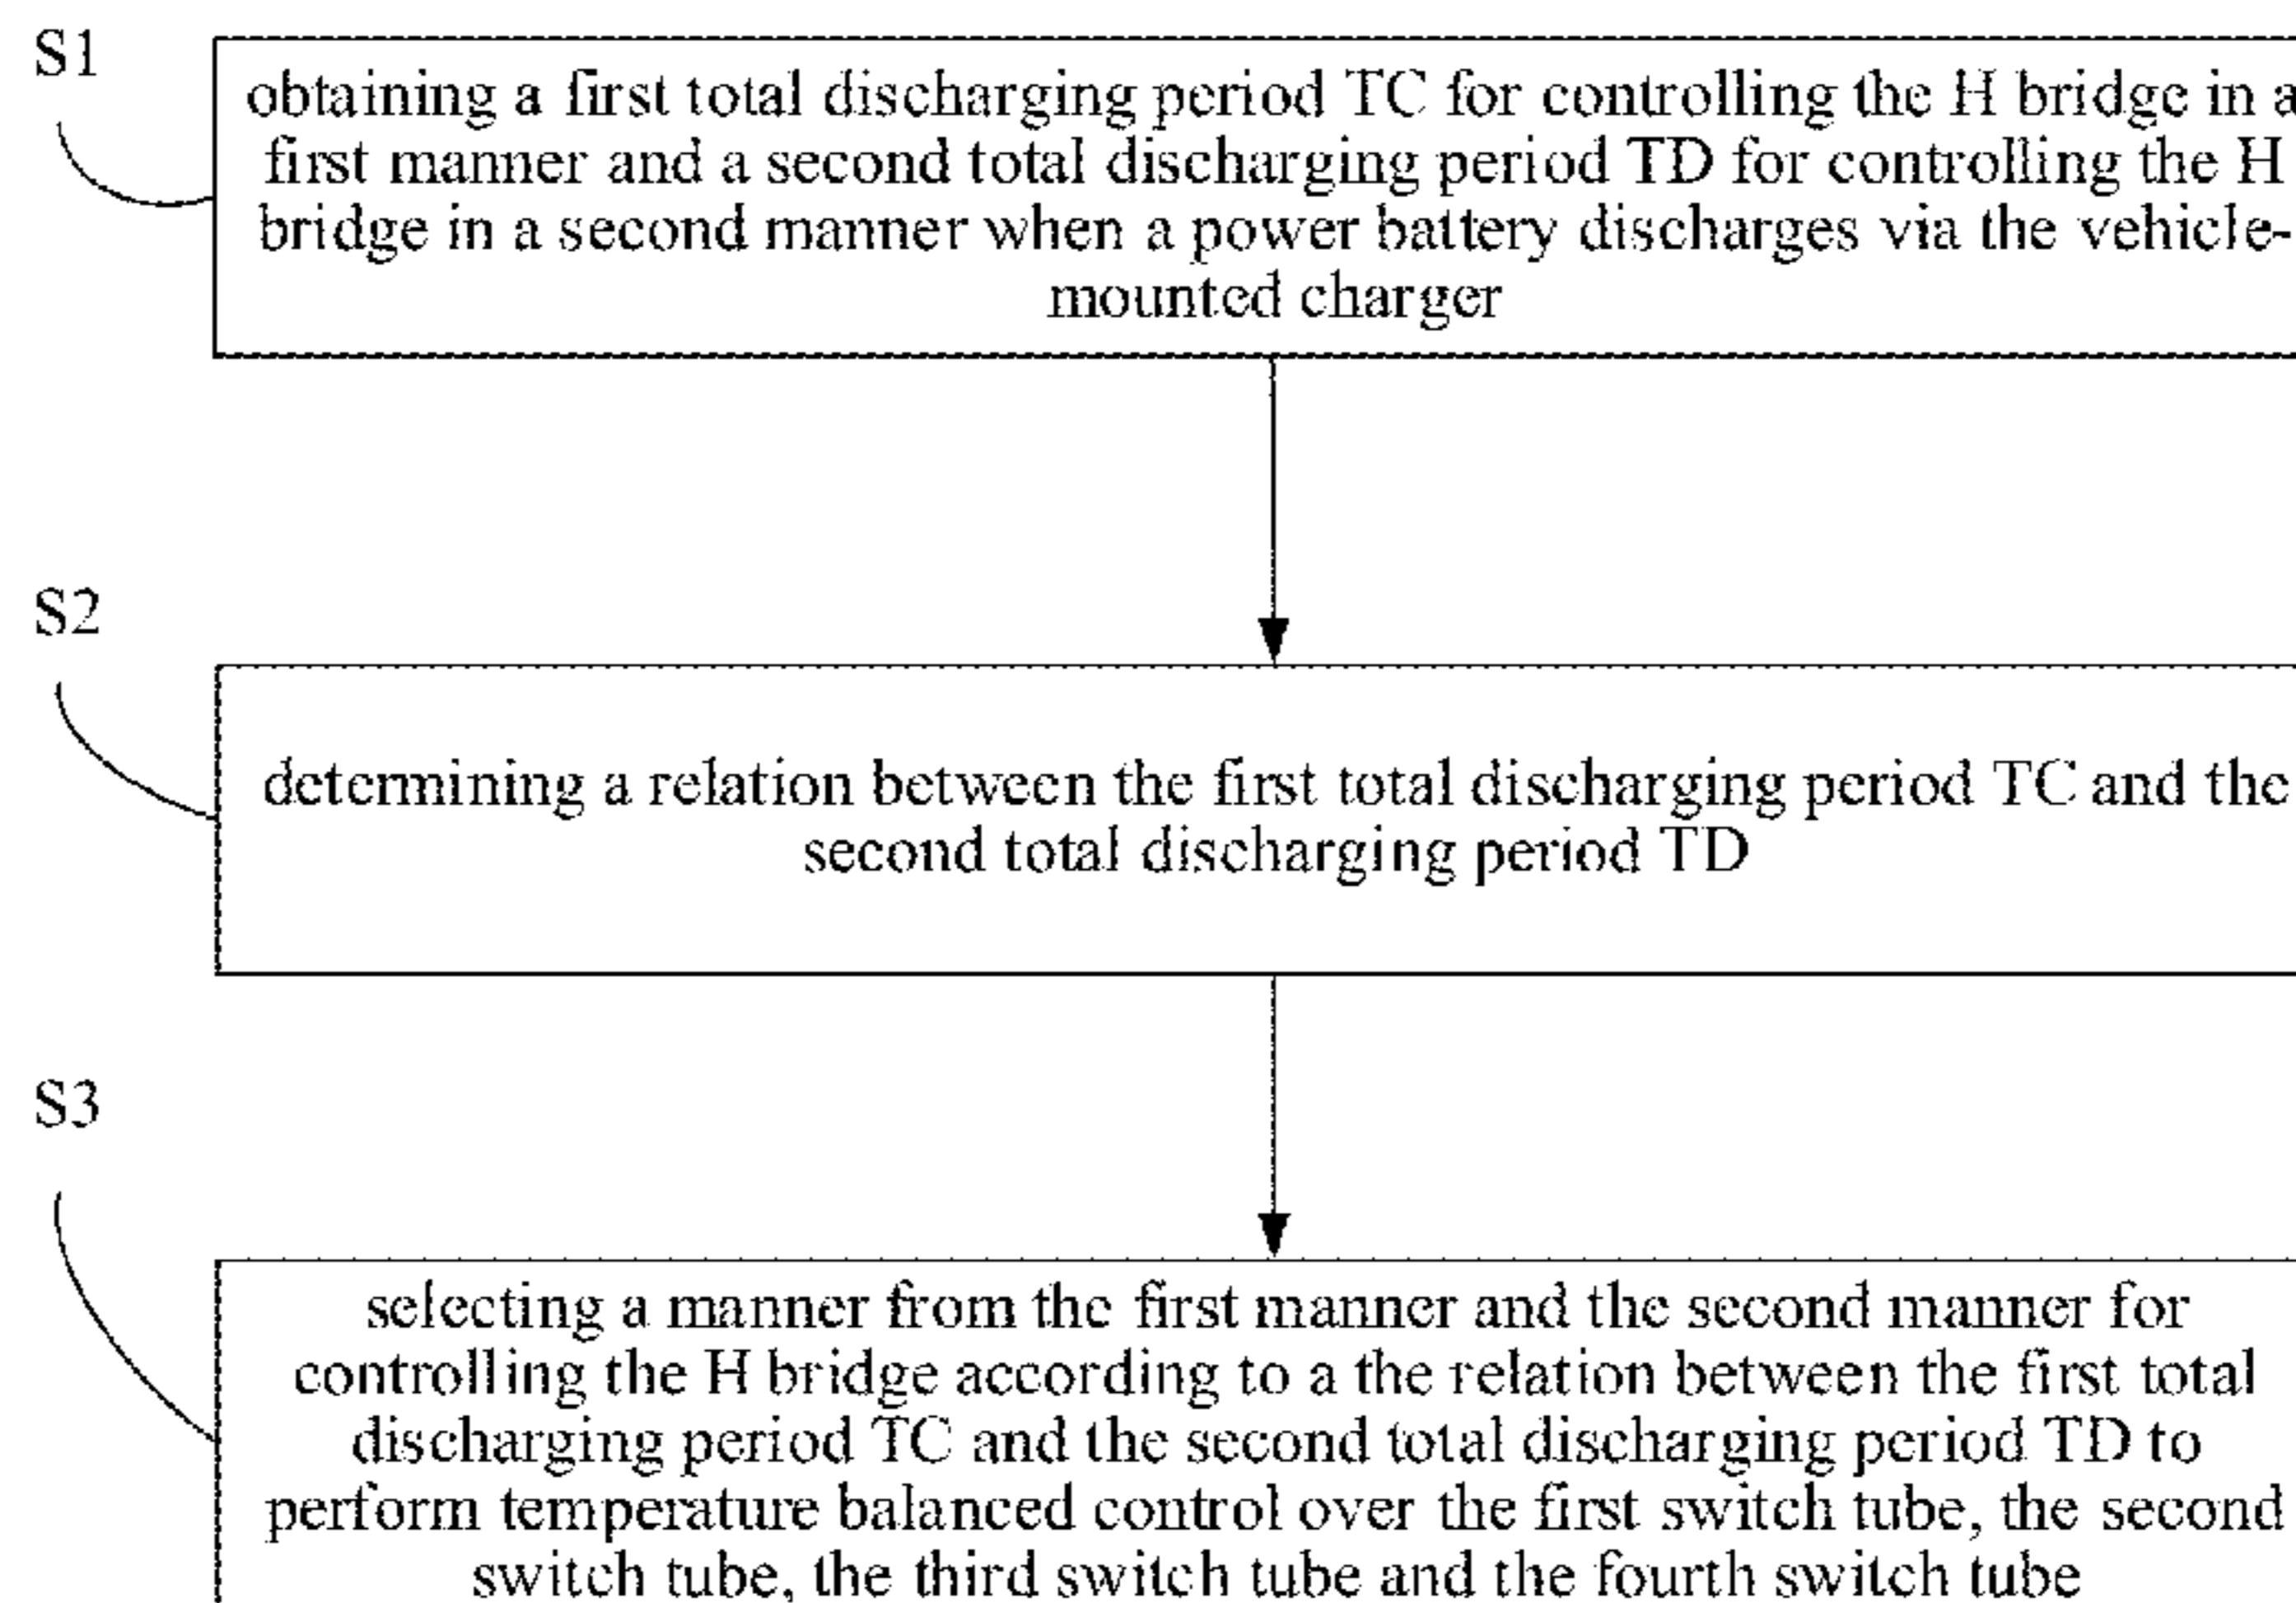 S1
obtaining a first total discharging period TC for controlling the H bridge in a
first manner and a second total discharging period TD for controlling the H
bridge in a second manner when a power battery discharges via the vehicle-
mounted charger
S2
determining a relation between the first total discharging period TC and the
second total discharging period TD
S3
selecting a manner from the first manner and the second manner for
controlling the H bridge according to a the relation between the first total
discharging period TC and the second total discharging period TD to
perform temperature balanced control over the first switch tube, the second
switch tube, the third switch tube and the fourth switch tube